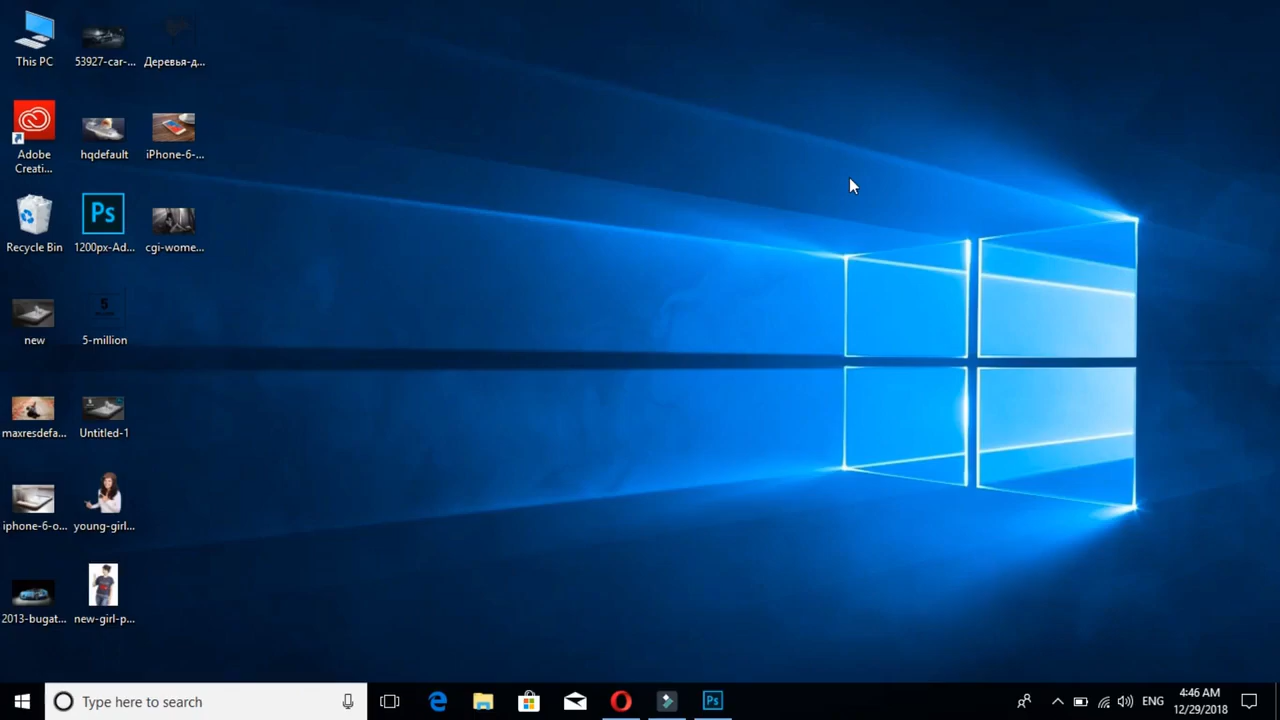 This PC
53927-car-...
Деревья-д...
Adobe
Creati...
hqdefault
iPhone-6-...
Recycle Bin
Ps
1200px-Ad...
cgi-wome...
new
5
5-million
maxresdefa...
Untitled-1
iphone-6-o...
young-girl...
2013-bugat...
new-girl-p...
Type here to search
Ps
ENG
4:46 AM
12/29/2018